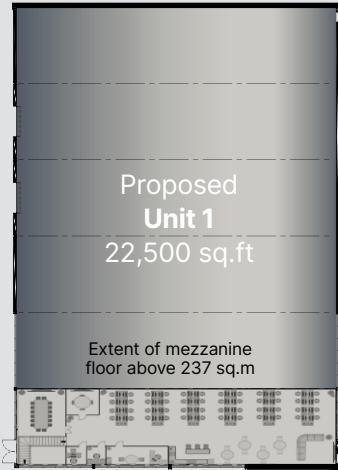 Proposed
Unit 1
22,500 sq.ft
Extent of mezzanine
floor above 237 sq.m